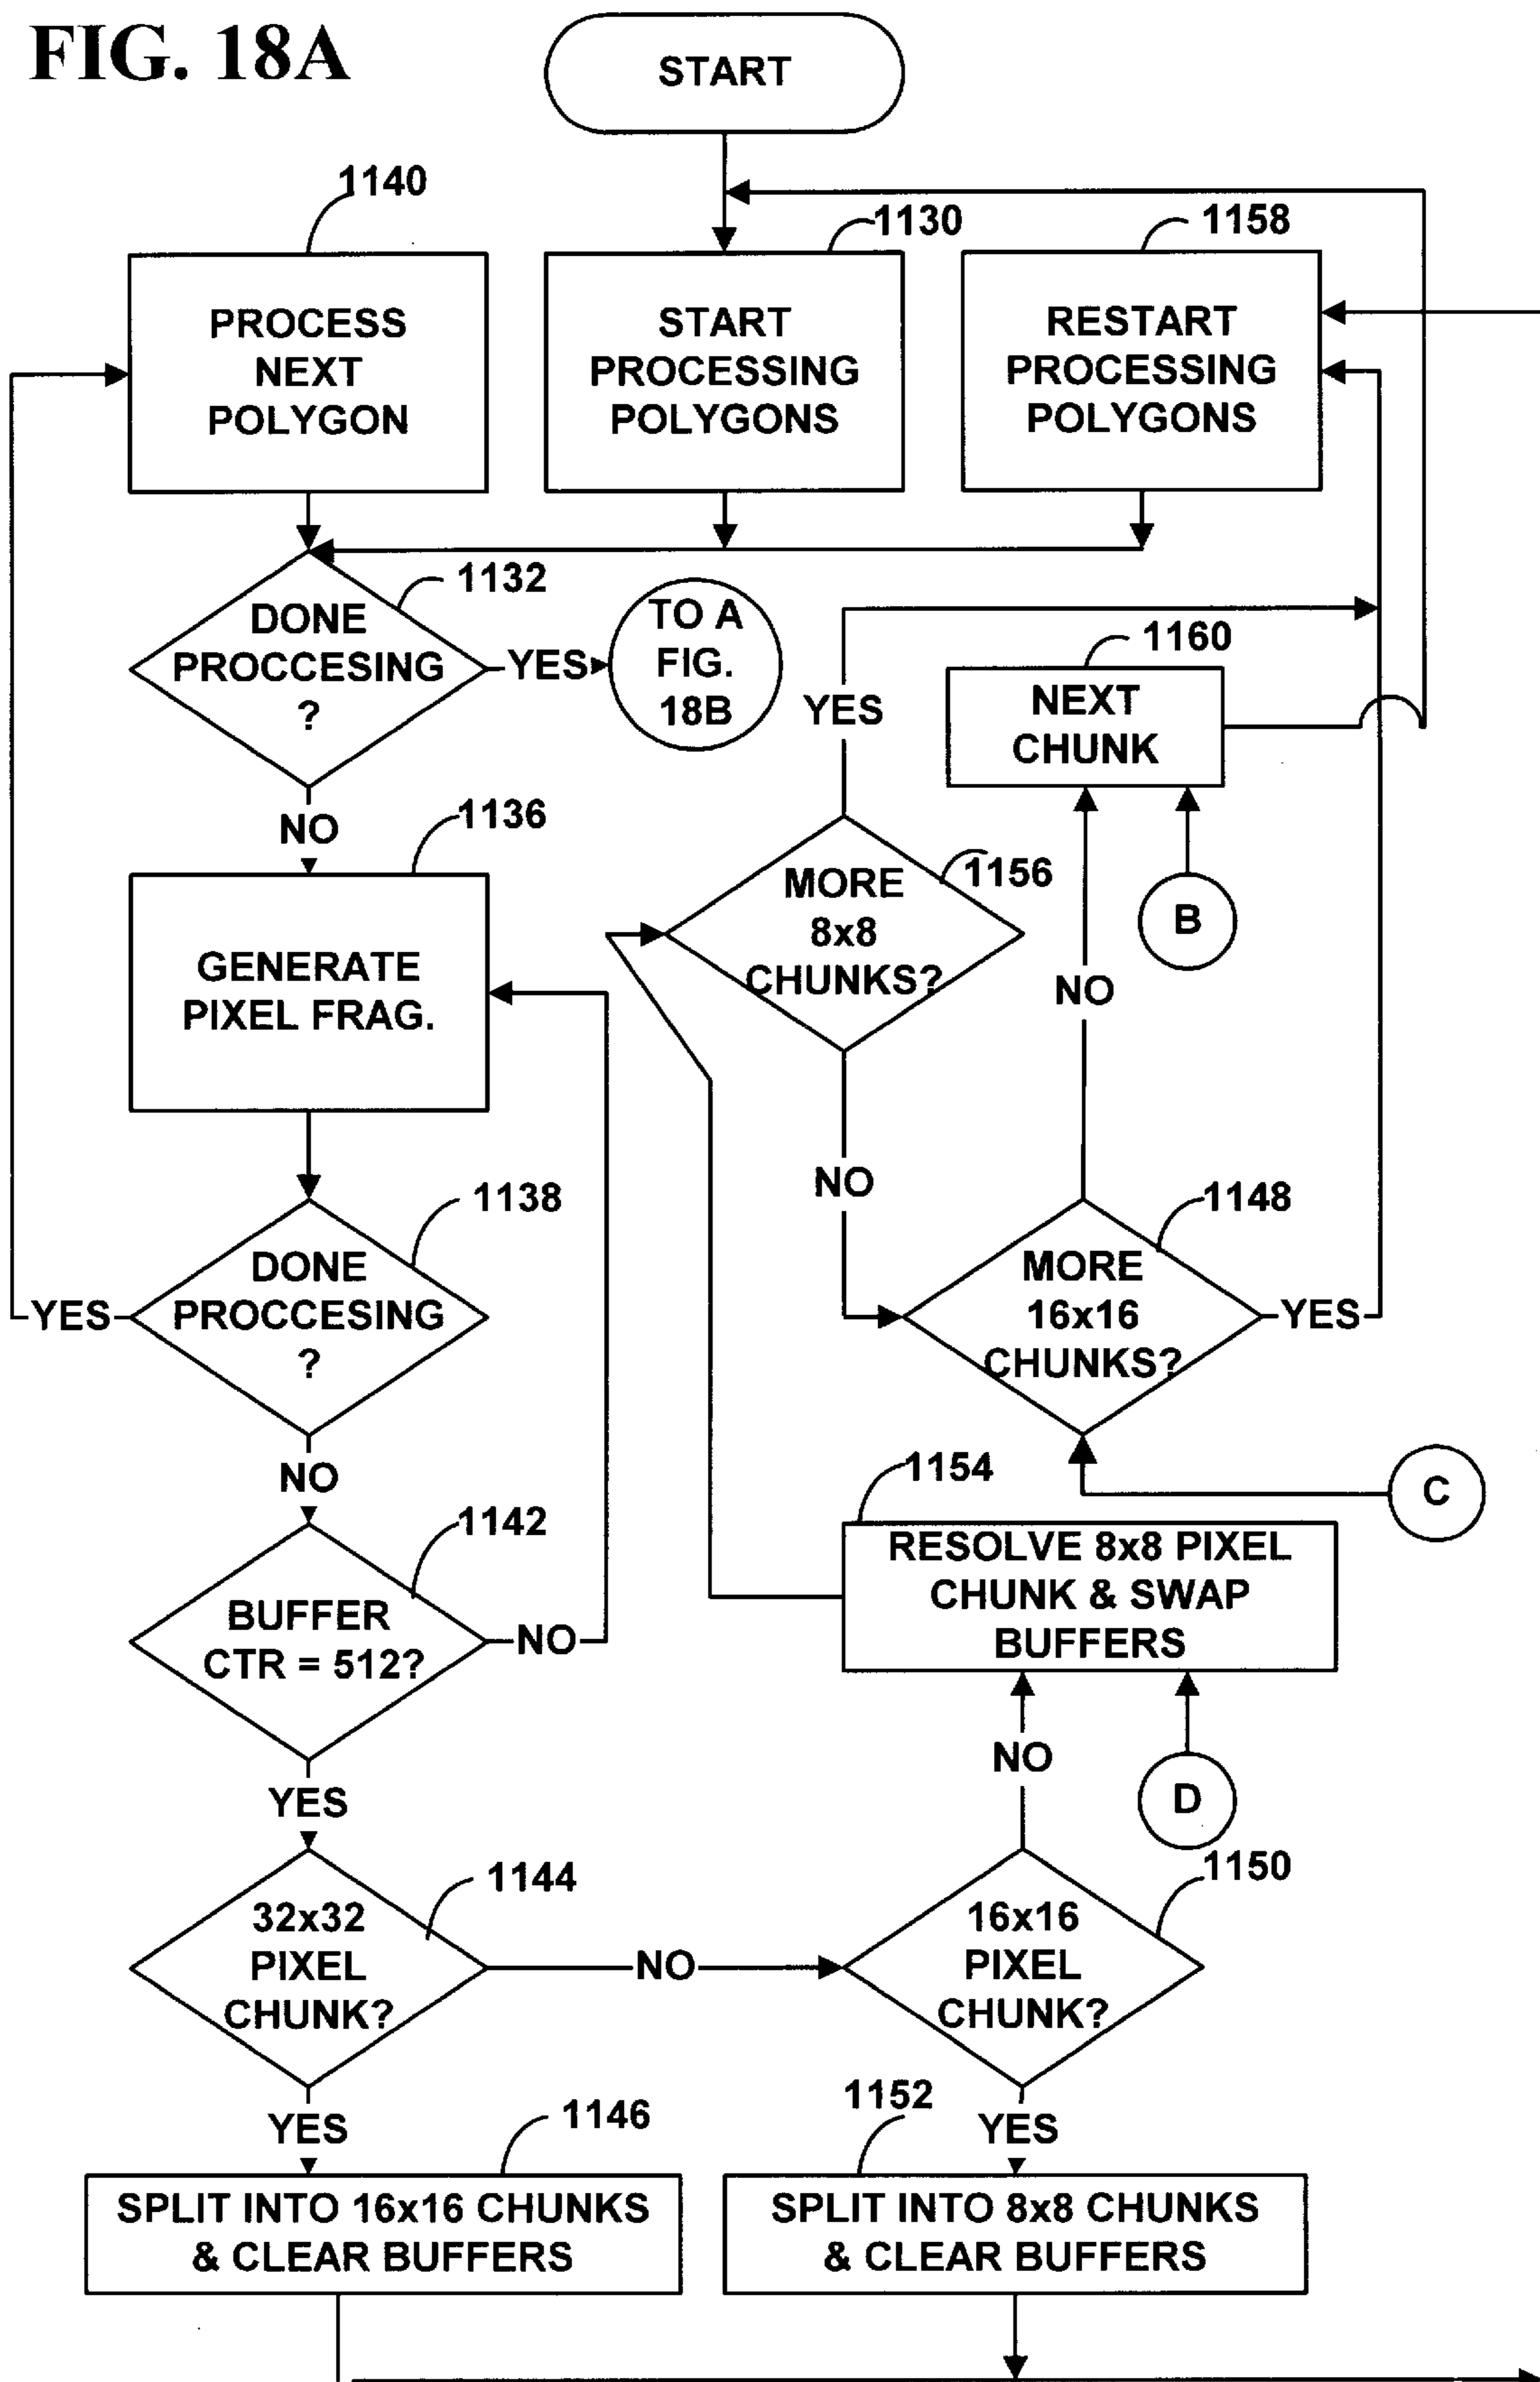 FIG. 18A
START
1140
1130
1158
PROCESS
NEXT
POLYGON
START
PROCESSING
POLYGONS
RESTART
PROCESSING
POLYGONS
1132
DONE
PROCCESING
?
YES
TO A
FIG.
18B
NO
1160
NEXT
CHUNK
YES
1136
GENERATE
PIXEL FRAG.
1156
MORE
8x8
CHUNKS?
B
NO
NO
1138
DONE
PROCCESING
?
YES
NO
1148
MORE
16x16
CHUNKS?
YES
1142
BUFFER
CTR = 512?
NO
YES
1154
RESOLVE 8x8 PIXEL
CHUNK & SWAP
BUFFERS
C
NO
D
1144
32x32
PIXEL
CHUNK?
NO
1150
16x16
PIXEL
CHUNK?
YES
1146
SPLIT INTO 16x16 CHUNKS
& CLEAR BUFFERS
1152
YES
SPLIT INTO 8x8 CHUNKS
& CLEAR BUFFERS